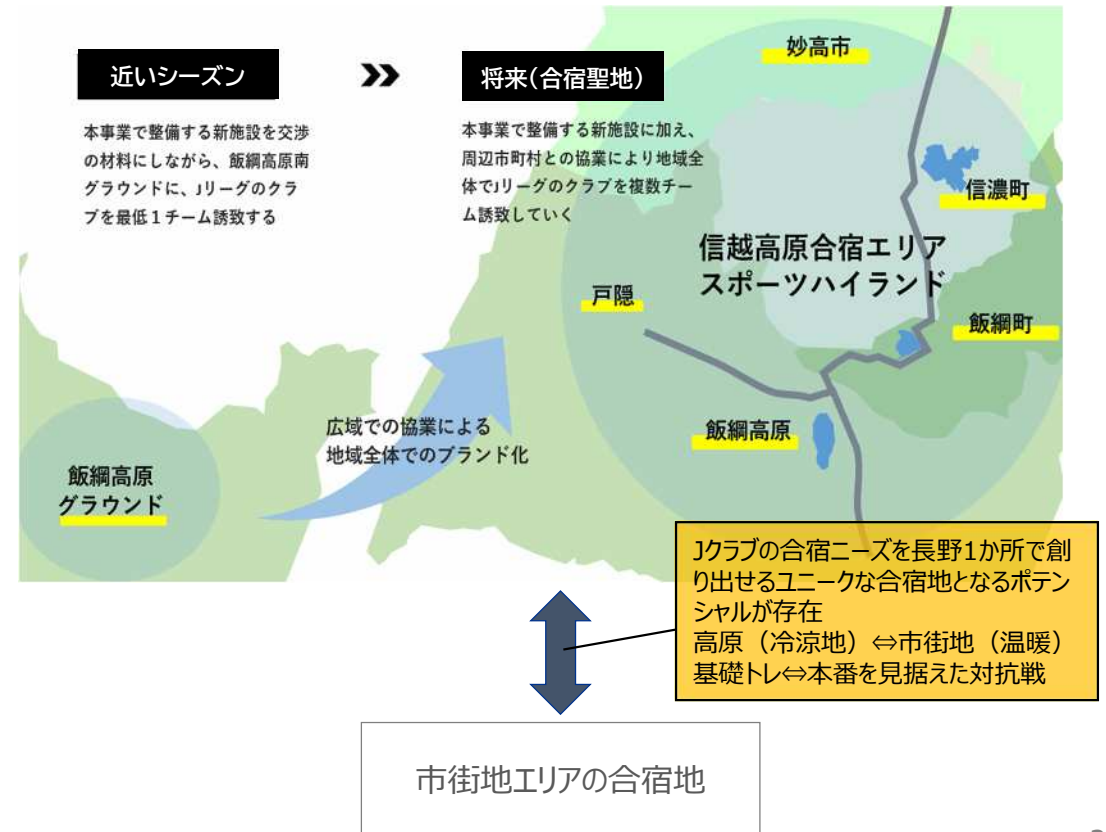 近いシーズン
将来(合宿聖地)
本事業で整備する新施設を交渉
の材料にしながら、飯綱高原南
グラウンドに、Jリーグのクラ
ブを最低１チーム誘致する
本事業で整備する新施設に加え、
周辺市町村との協業により地域全
体でJリーグのクラブを複数チー
ム誘致していく
妙高市
信濃町
信越高原合宿エリア
スポーツハイランド
戸隠
飯綱町
飯綱高原
広域での協業による
地域全体でのブランド化
飯綱高原
グラウンド
Jクラブの合宿ニーズを長野1か所で創
り出せるユニークな合宿地となるポテン
シャルが存在
高原（冷涼地）⇔市街地（温暖）
基礎トレ⇔本番を見据えた対抗戦
市街地エリアの合宿地